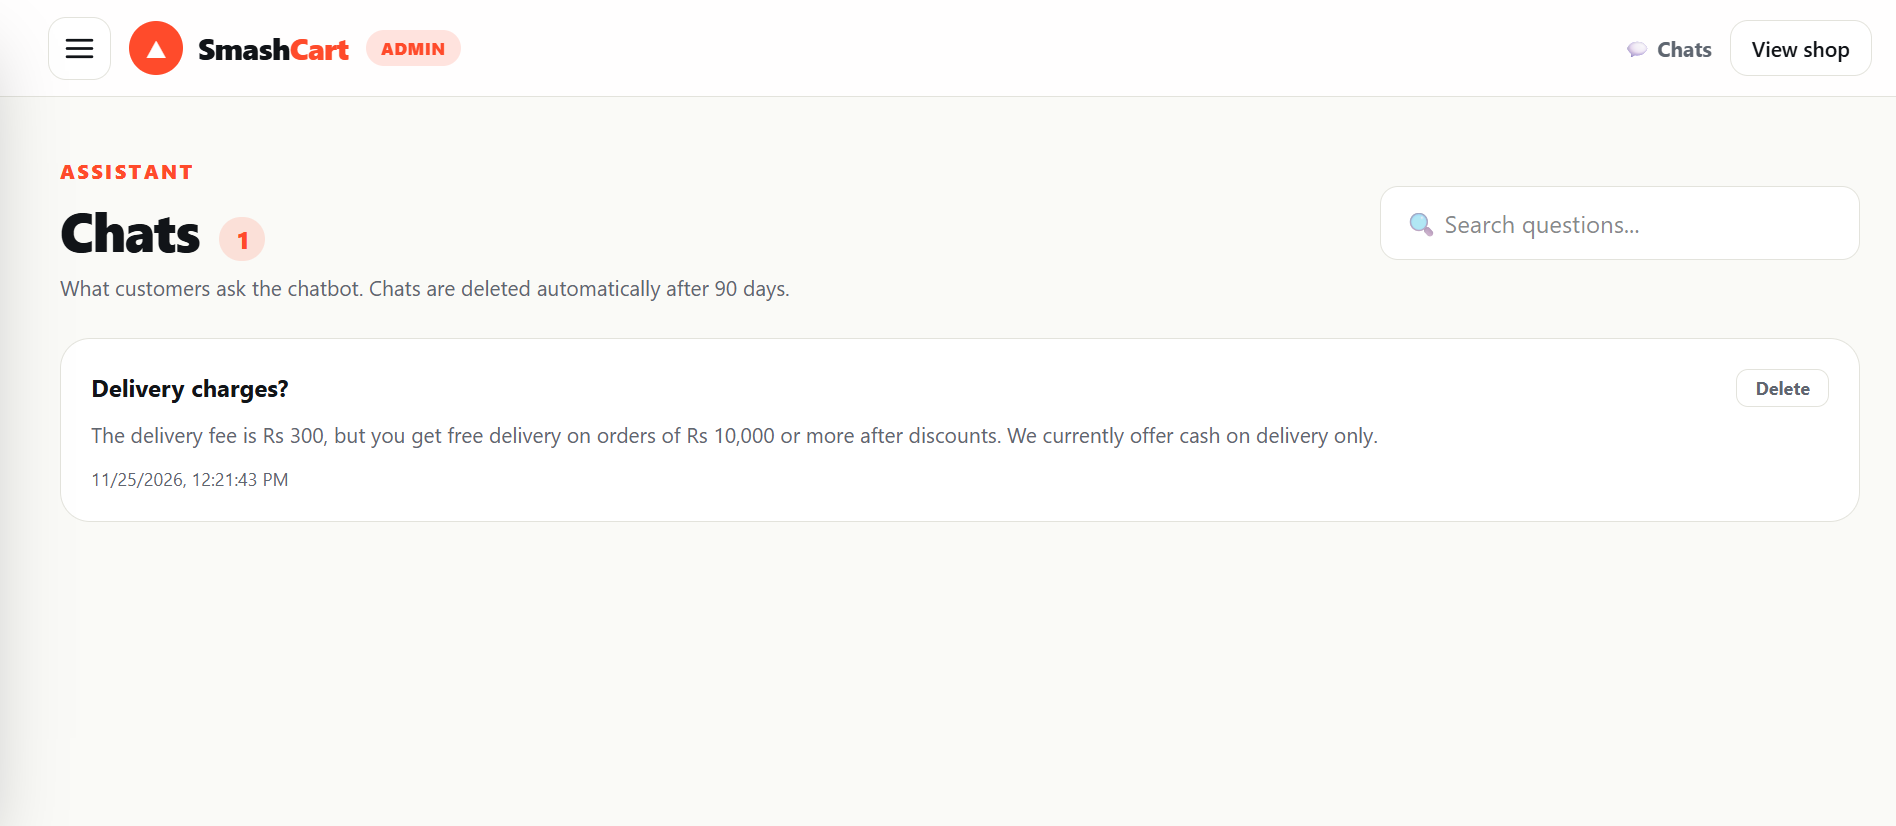 SmashCart ADMIN
Chats
View shop
ASSISTANT
Chats 1
Search questions...
What customers ask the chatbot. Chats are deleted automatically after 90 days.
Delivery charges?
Delete
The delivery fee is Rs 300, but you get free delivery on orders of Rs 10,000 or more after discounts. We currently offer cash on delivery only.
11/25/2026, 12:21:43 PM